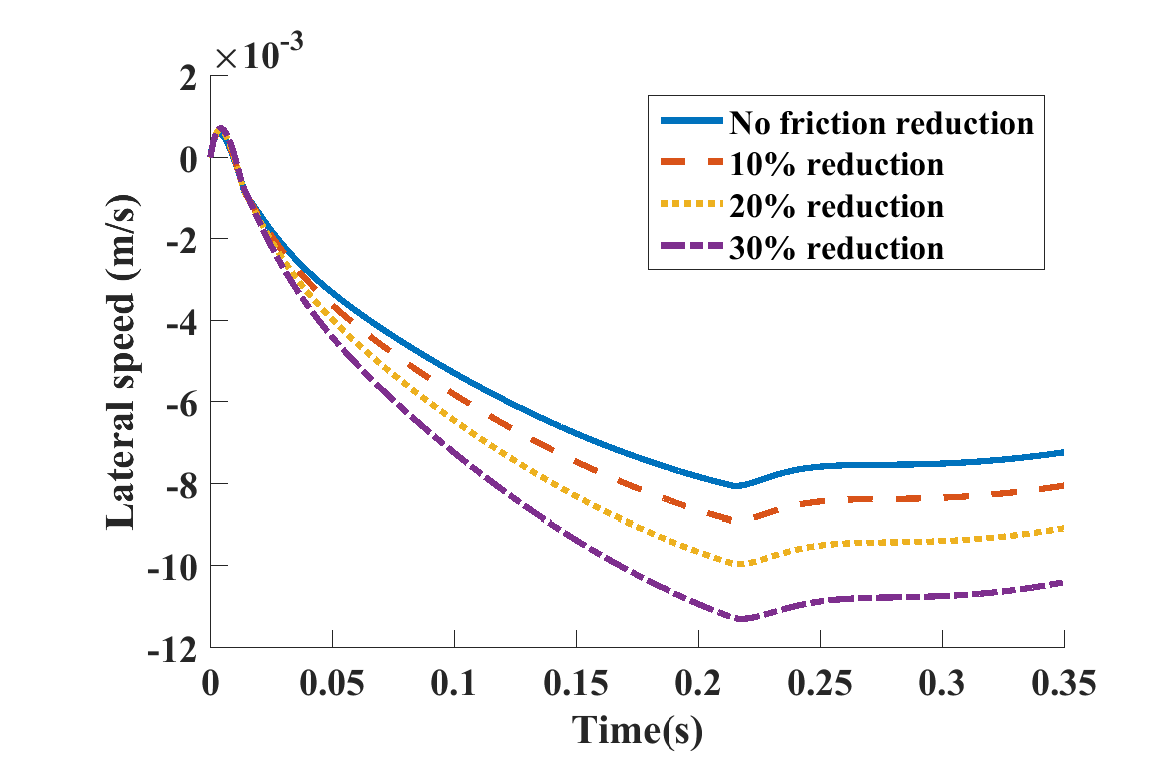 ×10-3
2
0
-2
-4
-6
-8
-10
-12
Lateral speed (m/s)
No friction reduction
10% reduction
20% reduction
30% reduction
0 0.05 0.1 0.15 0.2 0.25 0.3 0.35
Time(s)